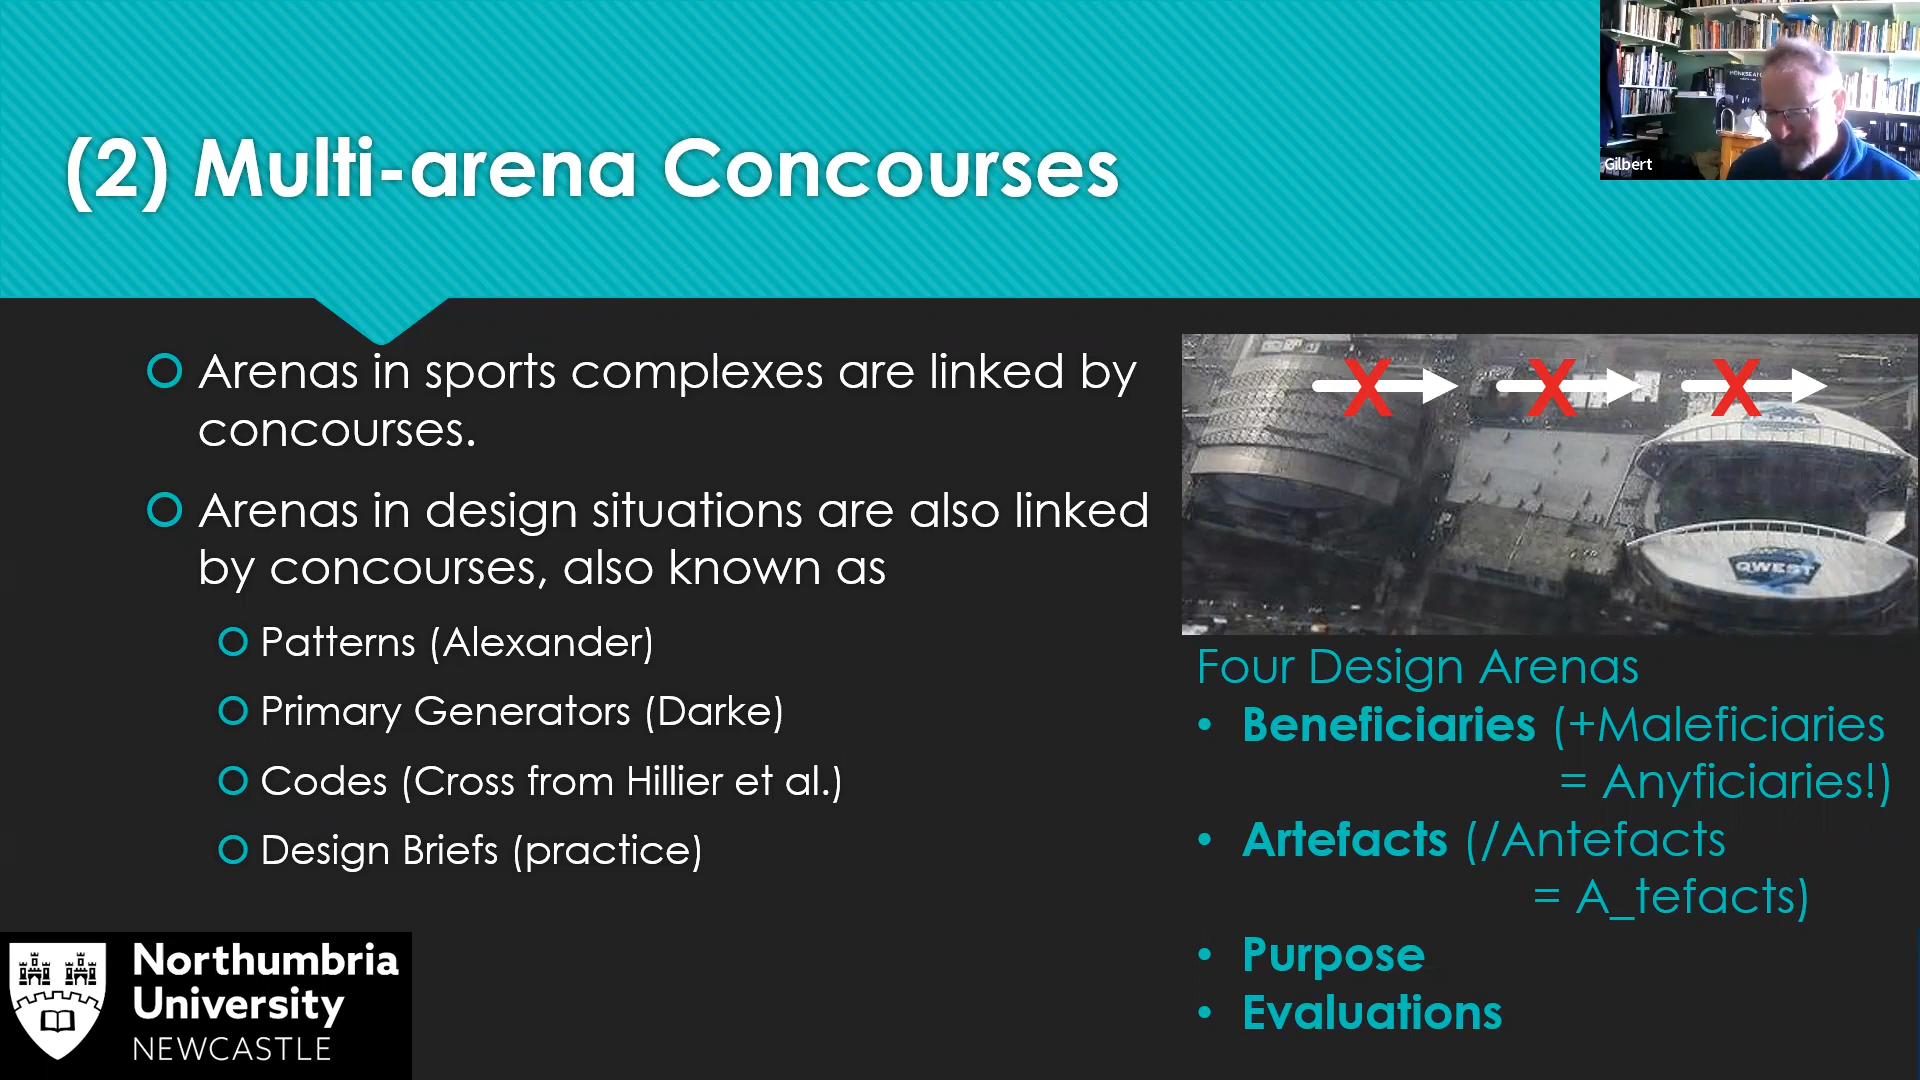 (2) Multi-arena Concourses
Gilbert
Arenas in sports complexes are linked by
concourses.
Arenas in design situations are also linked
by concourses, also known as
Patterns (Alexander)
Primary Generators (Darke)
Codes (Cross from Hillier et al.)
Design Briefs (practice)
X X X
QWEST
Four Design Arenas
• Beneficiaries (+Maleficiaries
= Anyficiaries!)
• Artefacts (/Antefacts
= A_tefacts)
• Purpose
• Evaluations
Northumbria
University
NEWCASTLE